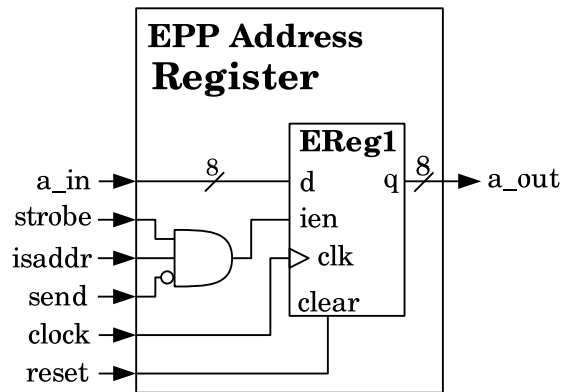 EPP Address
Register
EReg1
a_in
8
d
q
8
a_out
strobe
ien
isaddr
clk
send
clear
clock
reset